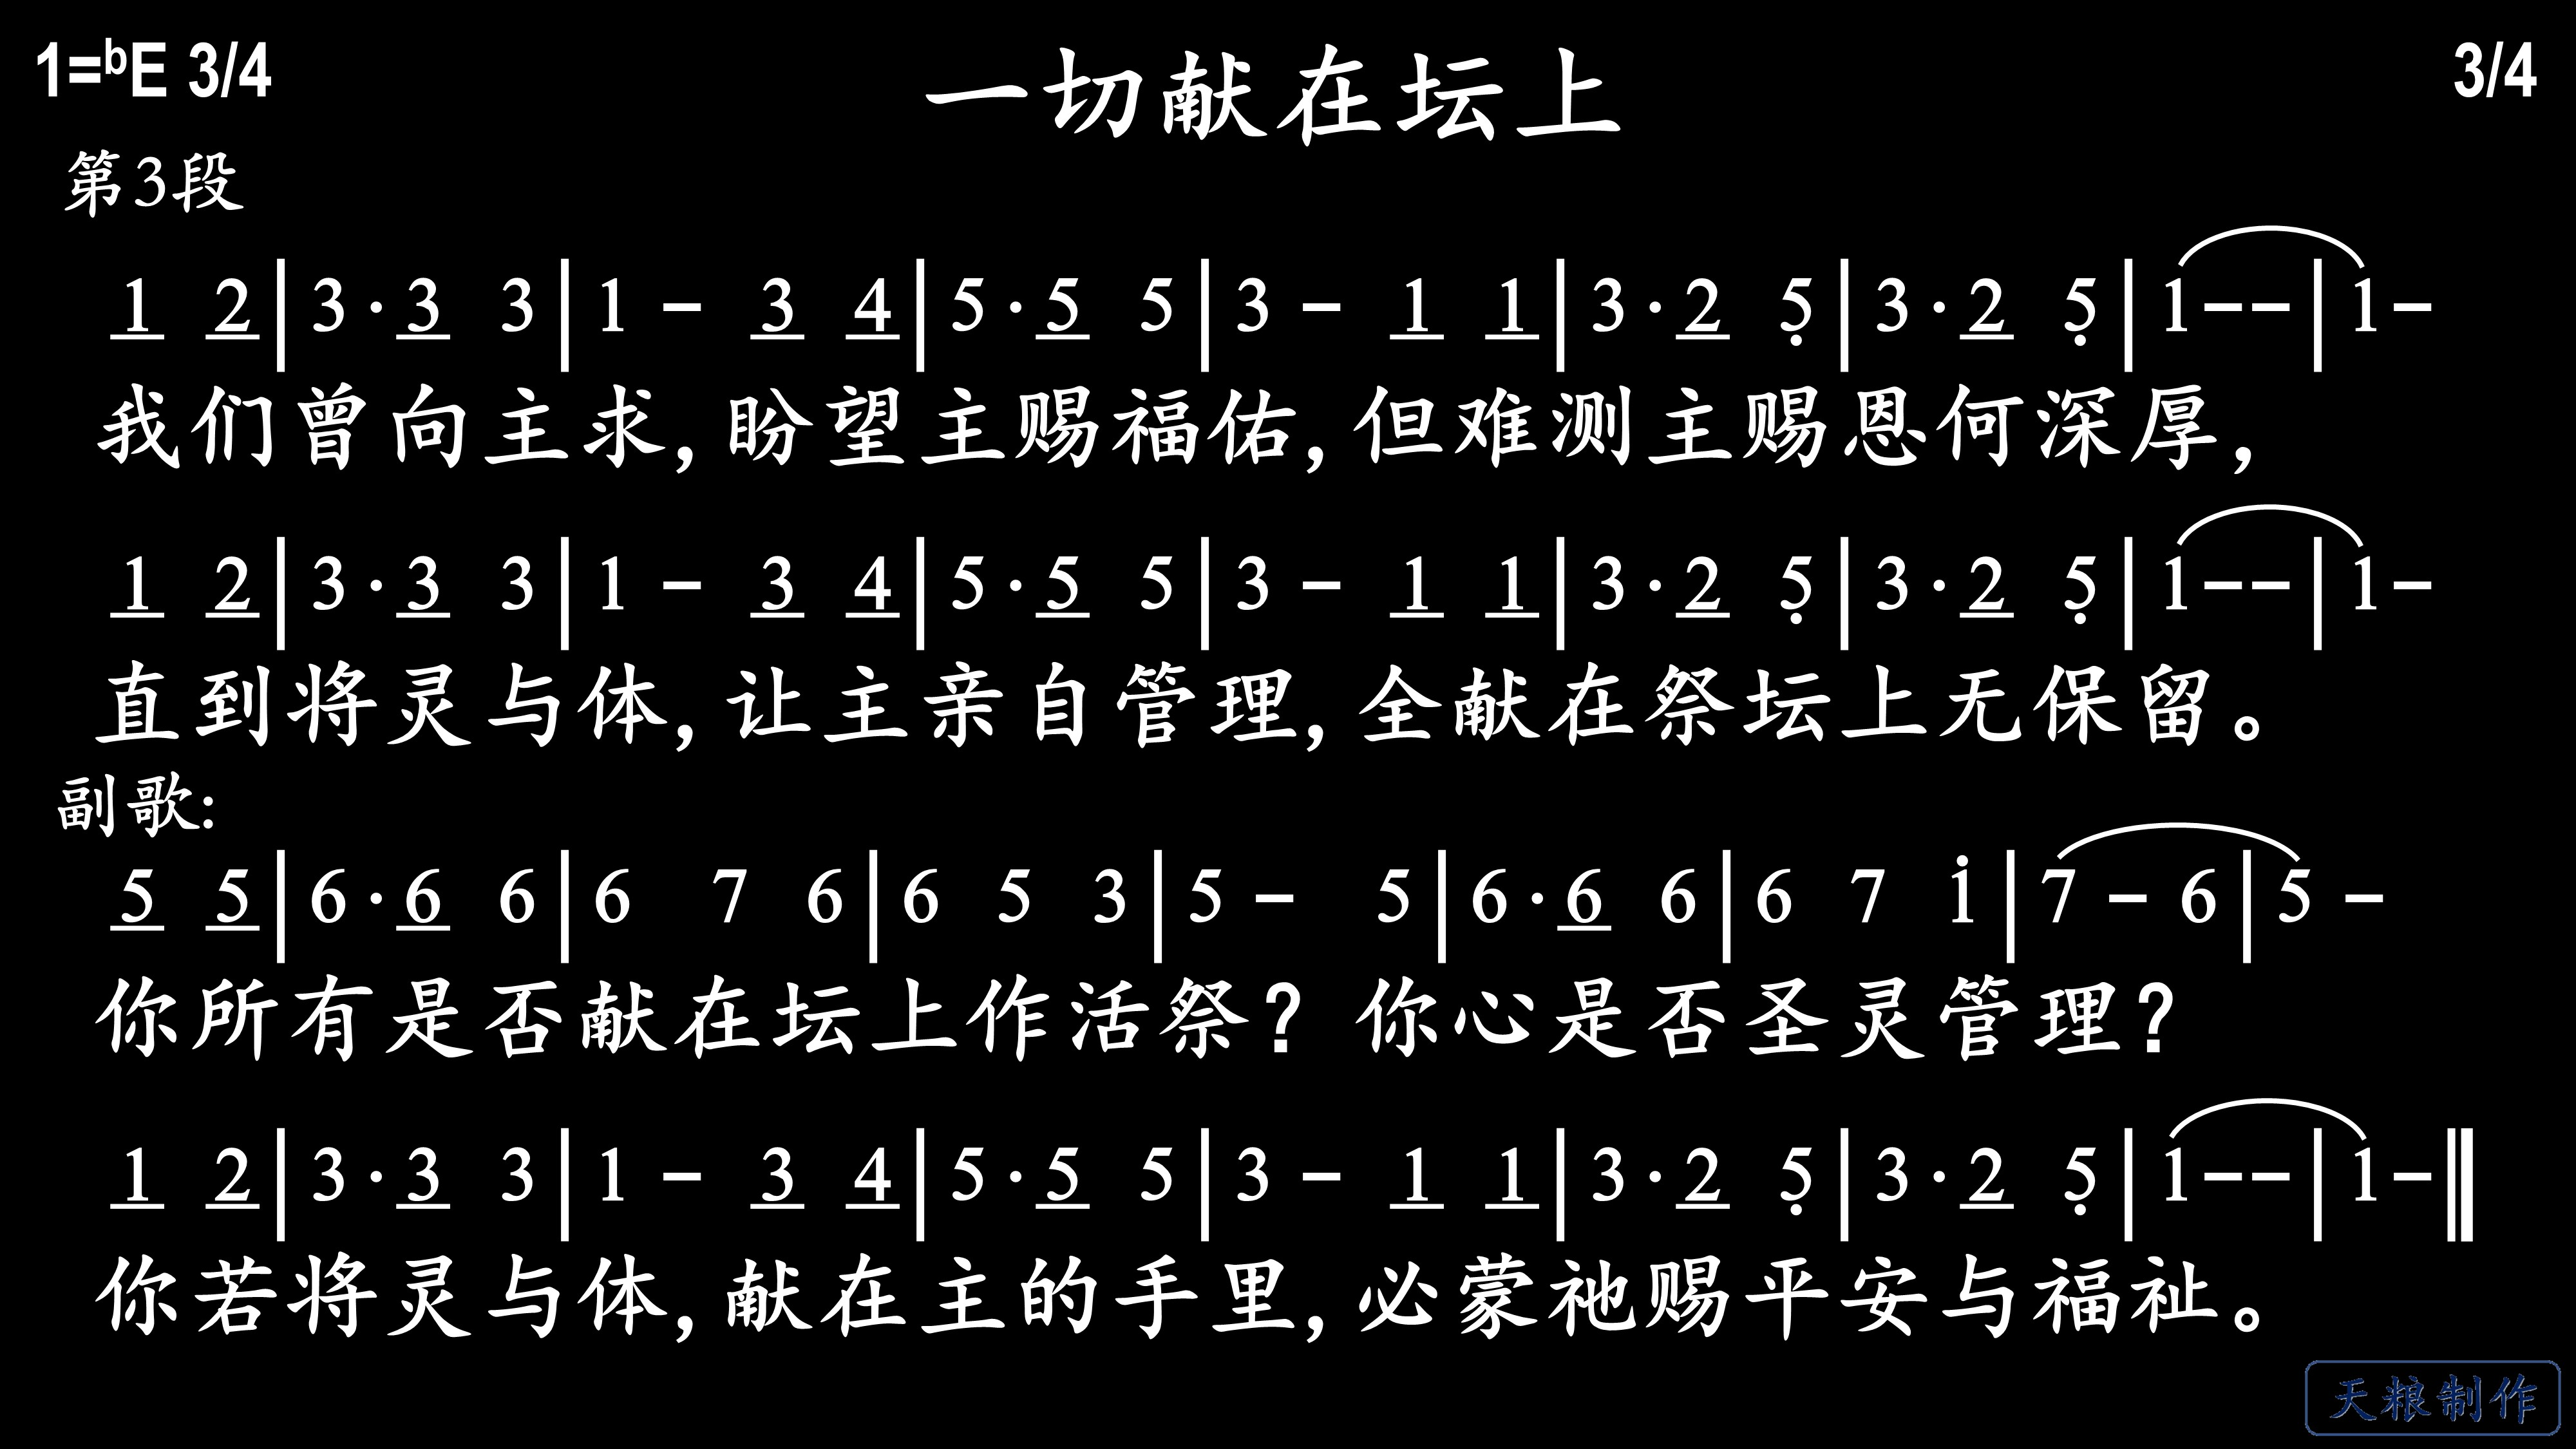 1=ᵇE 3/4
一切献在坛上
3/4
第3段
1 2 | 3 · 3 3 | 1 – 3 4 | 5 · 5 5 | 3 – 1 1 | 3 · 2 5̣ | 3 · 2 5̣ | 1 – – | 1 –
我们曾向主求,盼望主赐福佑,但难测主赐恩何深厚,
1 2 | 3 · 3 3 | 1 – 3 4 | 5 · 5 5 | 3 – 1 1 | 3 · 2 5̣ | 3 · 2 5̣ | 1 – – | 1 –
直到将灵与体,让主亲自管理,全献在祭坛上无保留。
副歌:
5 5 | 6 · 6 6 | 6 7 6 | 6 5 3 | 5 – 5 | 6 · 6 6 | 6 7 i | 7 – 6 | 5 –
你所有是否献在坛上作活祭? 你心是否圣灵管理?
1 2 | 3 · 3 3 | 1 – 3 4 | 5 · 5 5 | 3 – 1 1 | 3 · 2 5̣ | 3 · 2 5̣ | 1 – – | 1 – ‖
你若将灵与体,献在主的手里,必蒙祂赐平安与福祉。
天粮制作